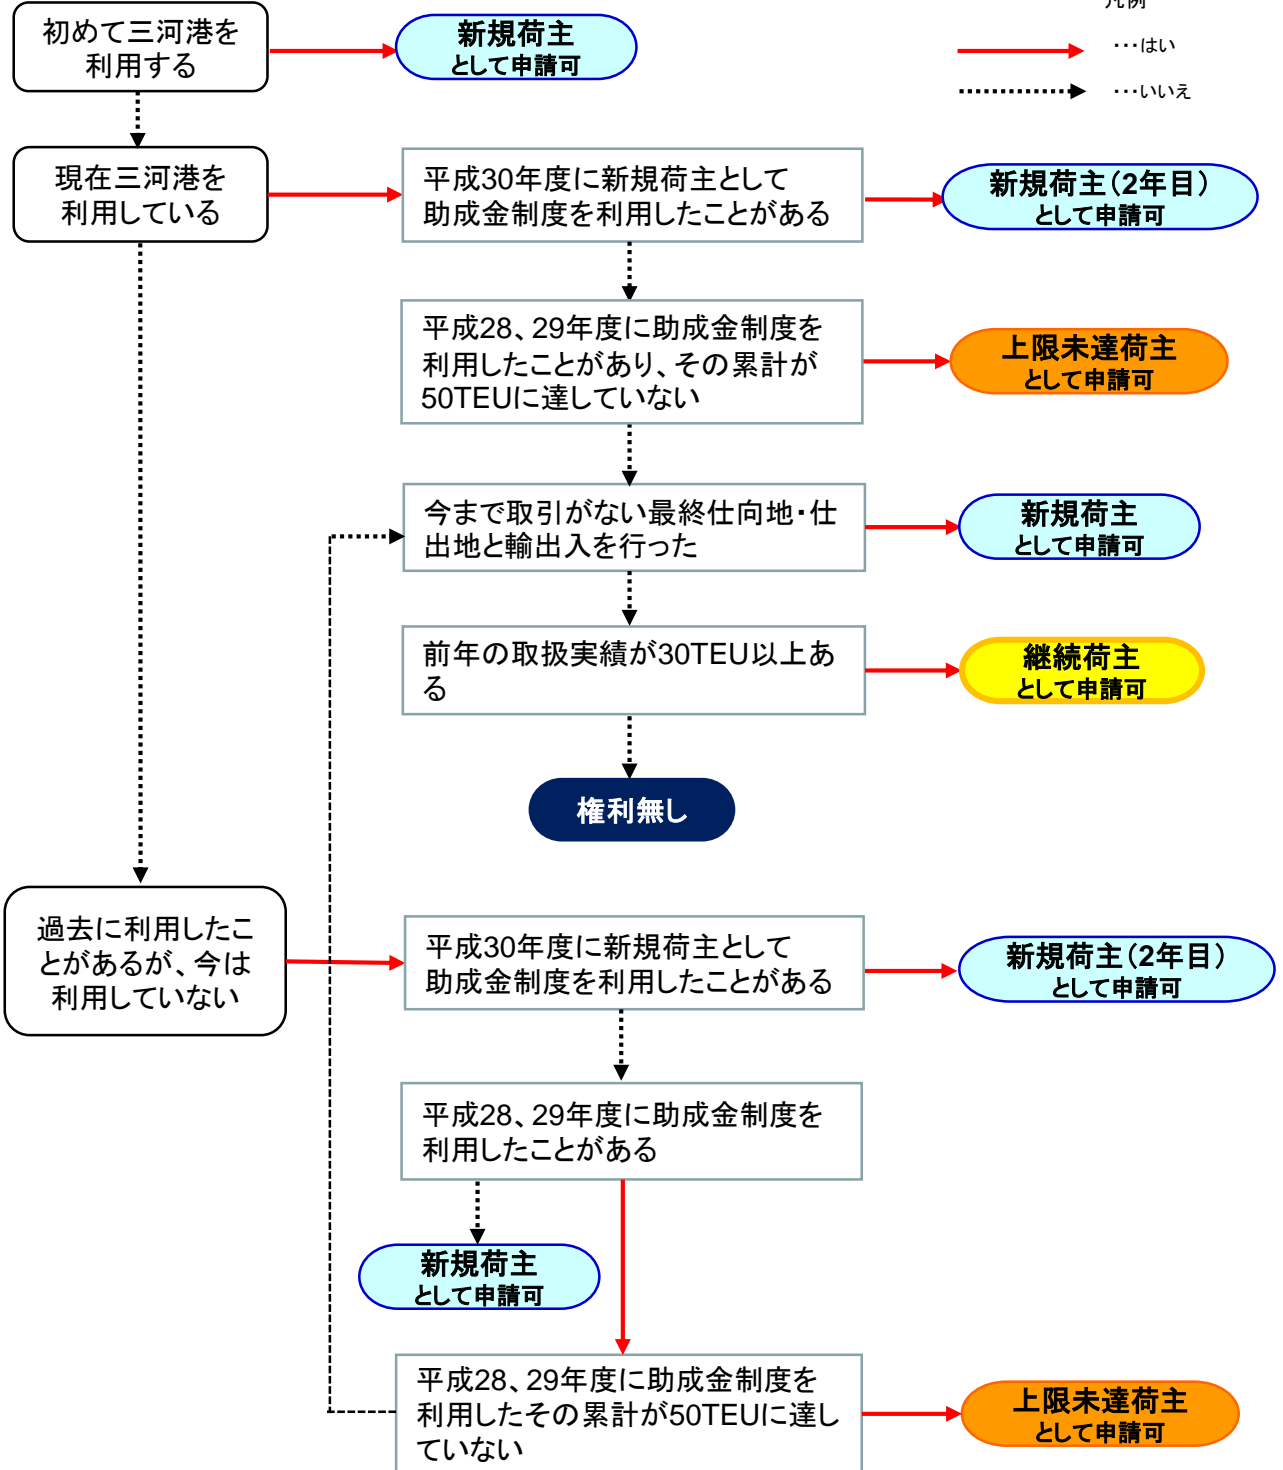 凡例
初めて三河港を
利用する
新規荷主
として申請可
・・・はい
・・・いいえ
現在三河港を
利用している
平成30年度に新規荷主として
助成金制度を利用したことがある
新規荷主(2年目)
として申請可
平成28、29年度に助成金制度を
利用したことがあり、その累計が
50TEUに達していない
上限未達荷主
として申請可
今まで取引がない最終仕向地・仕
出地と輸出入を行った
新規荷主
として申請可
前年の取扱実績が30TEU以上あ
る
継続荷主
として申請可
権利無し
過去に利用したこ
とがあるが、今は
利用していない
平成30年度に新規荷主として
助成金制度を利用したことがある
新規荷主(2年目)
として申請可
平成28、29年度に助成金制度を
利用したことがある
新規荷主
として申請可
平成28、29年度に助成金制度を
利用したその累計が50TEUに達し
ていない
上限未達荷主
として申請可